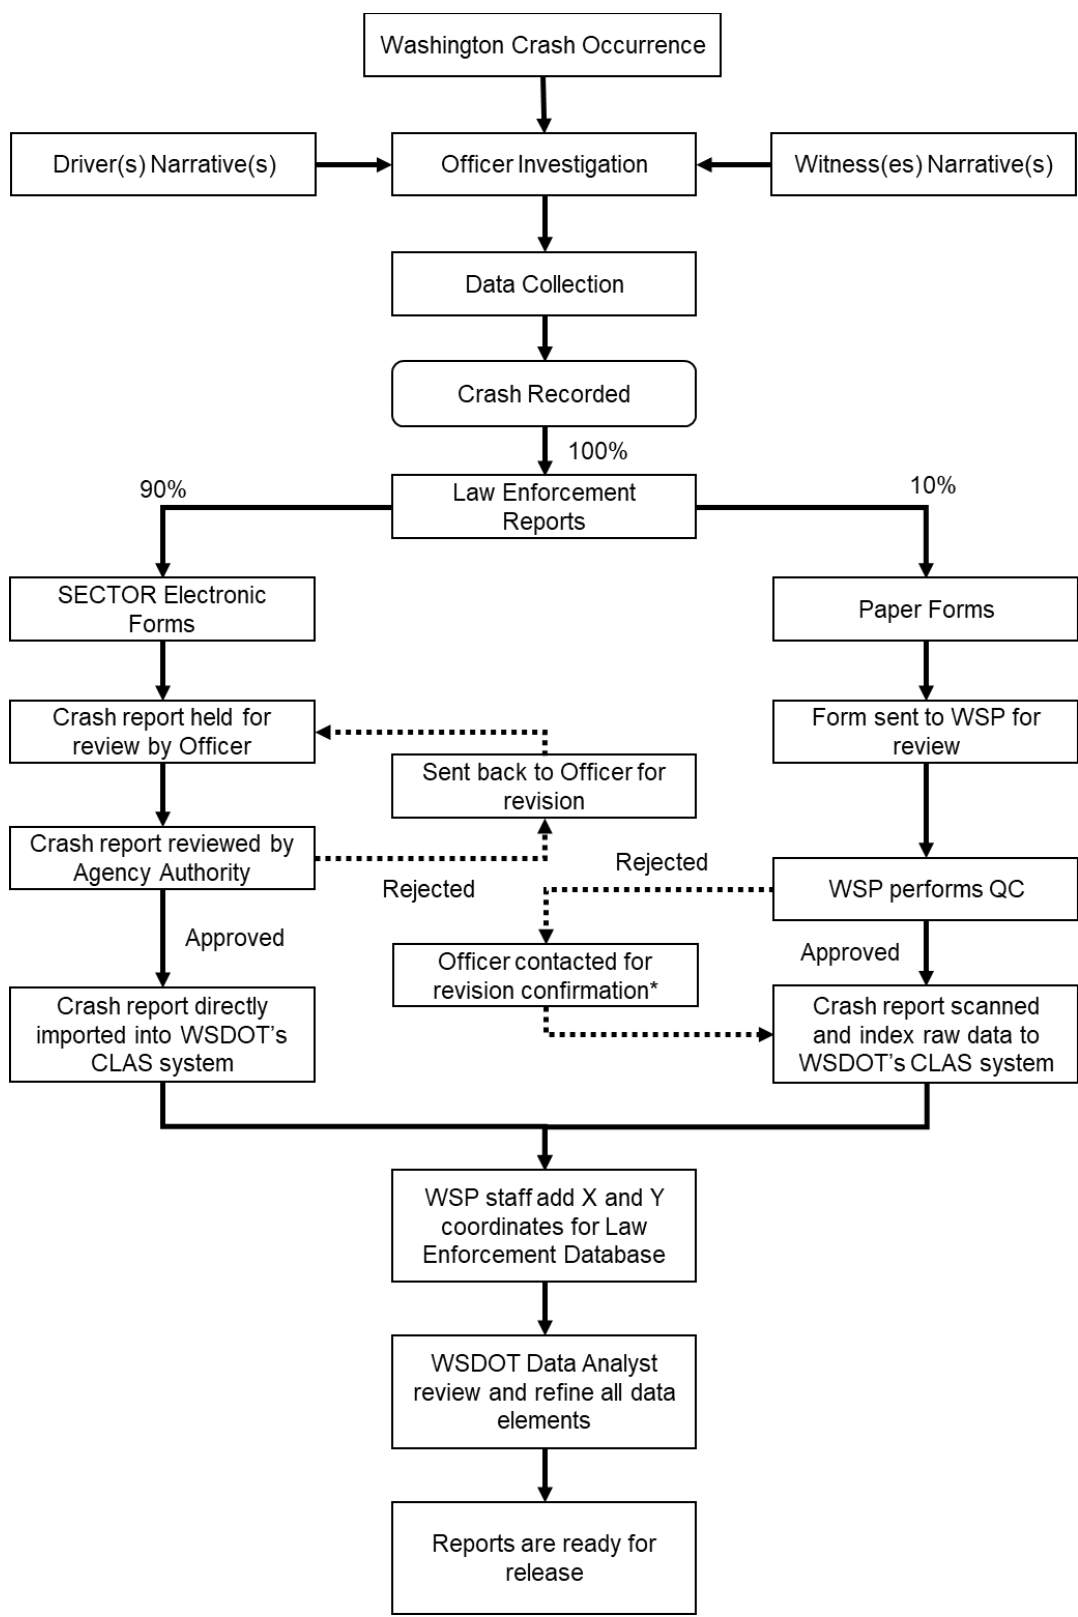 Washington Crash Occurrence
Driver(s) Narrative(s)
Officer Investigation
Witness(es) Narrative(s)
Data Collection
Crash Recorded
100%
90%
Law Enforcement
Reports
10%
SECTOR Electronic
Forms
Paper Forms
Crash report held for
review by Officer
Form sent to WSP for
review
Sent back to Officer for
revision
Crash report reviewed by
Agency Authority
Rejected
Rejected
WSP performs QC
Approved
Approved
Officer contacted for
revision confirmation*
Crash report directly
imported into WSDOT's
CLAS system
Crash report scanned
and index raw data to
WSDOT's CLAS system
WSP staff add X and Y
coordinates for Law
Enforcement Database
WSDOT Data Analyst
review and refine all data
elements
Reports are ready for
release